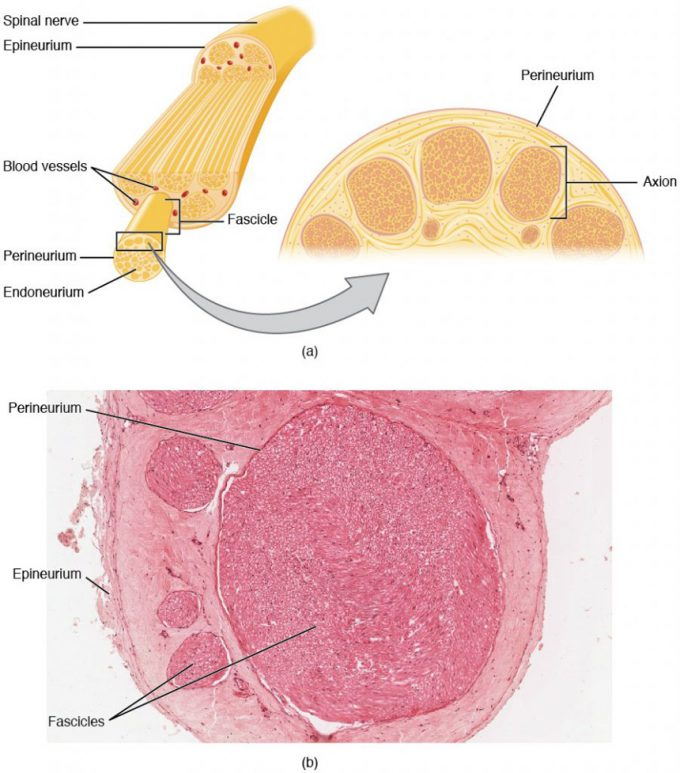 Spinal nerve
Epineurium
Perineurium
Blood vessels
Axion
Fascicle
Perineurium
Endoneurium
(a)
Perineurium
Epineurium
Fascicles
(b)